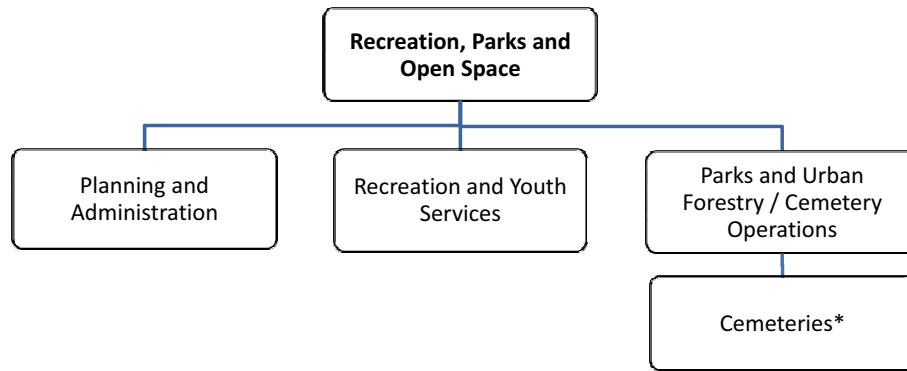 Recreation, Parks and
Open Space
Planning and
Administration
Recreation and Youth
Services
Parks and Urban
Forestry / Cemetery
Operations
Cemeteries*